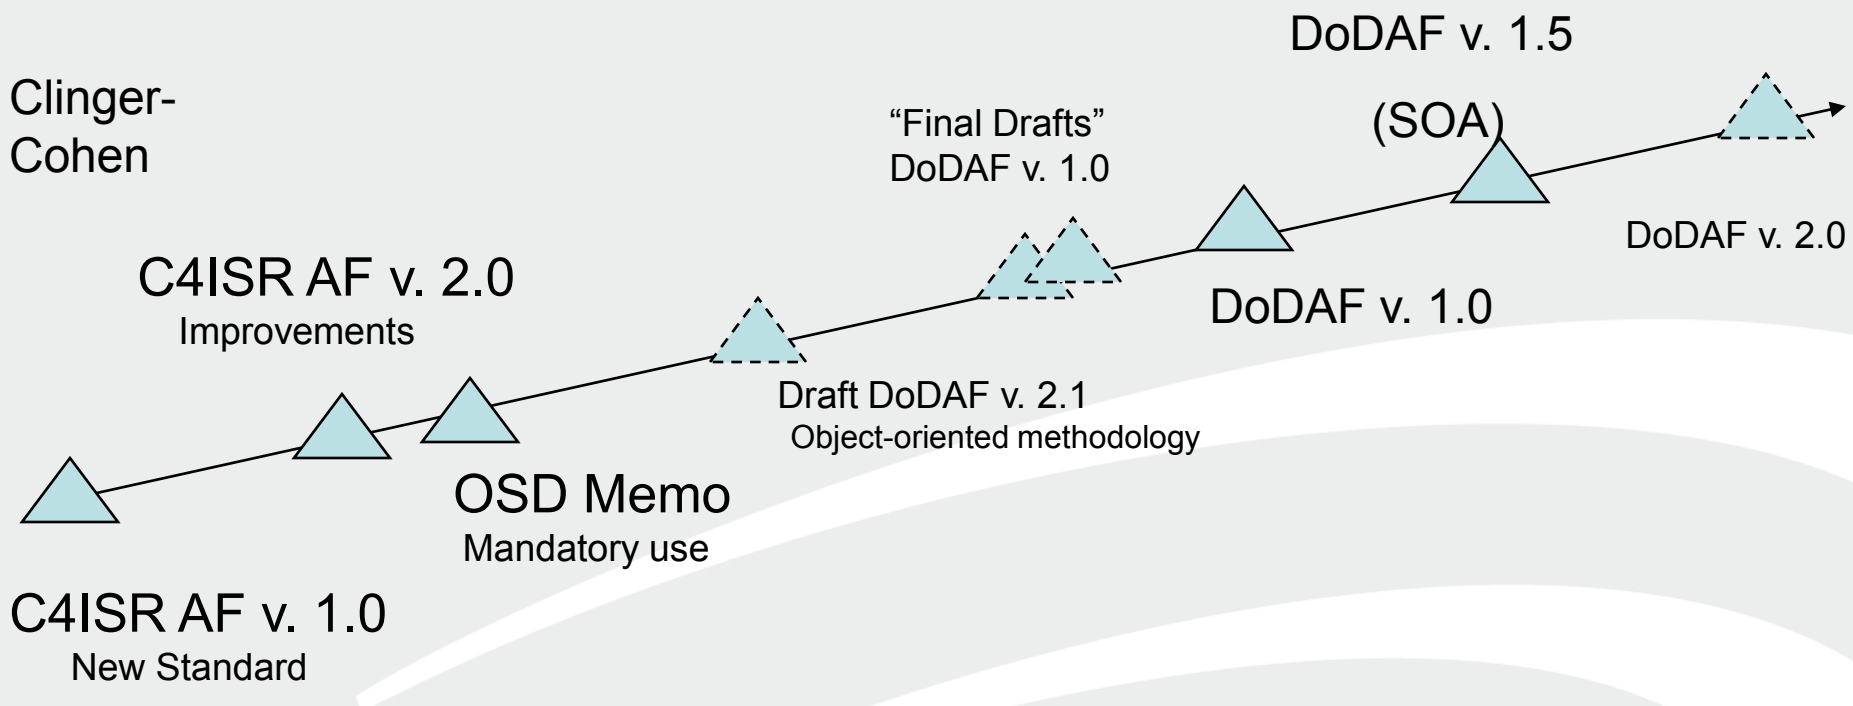 DoDAF v. 1.5
(SOA)
Clinger-
Cohen
“Final Drafts”
DoDAF v. 1.0
DoDAF v. 2.0
C4ISR AF v. 2.0
Improvements
DoDAF v. 1.0
Draft DoDAF v. 2.1
Object-oriented methodology
OSD Memo
Mandatory use
C4ISR AF v. 1.0
New Standard